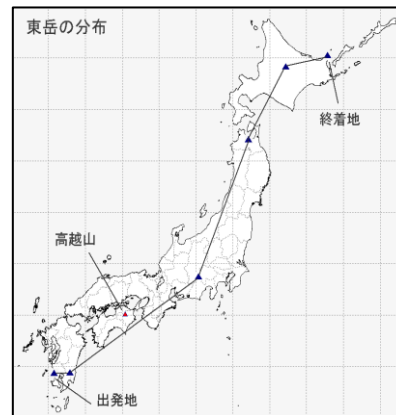 東岳の分布
終着地
高越山
出発地